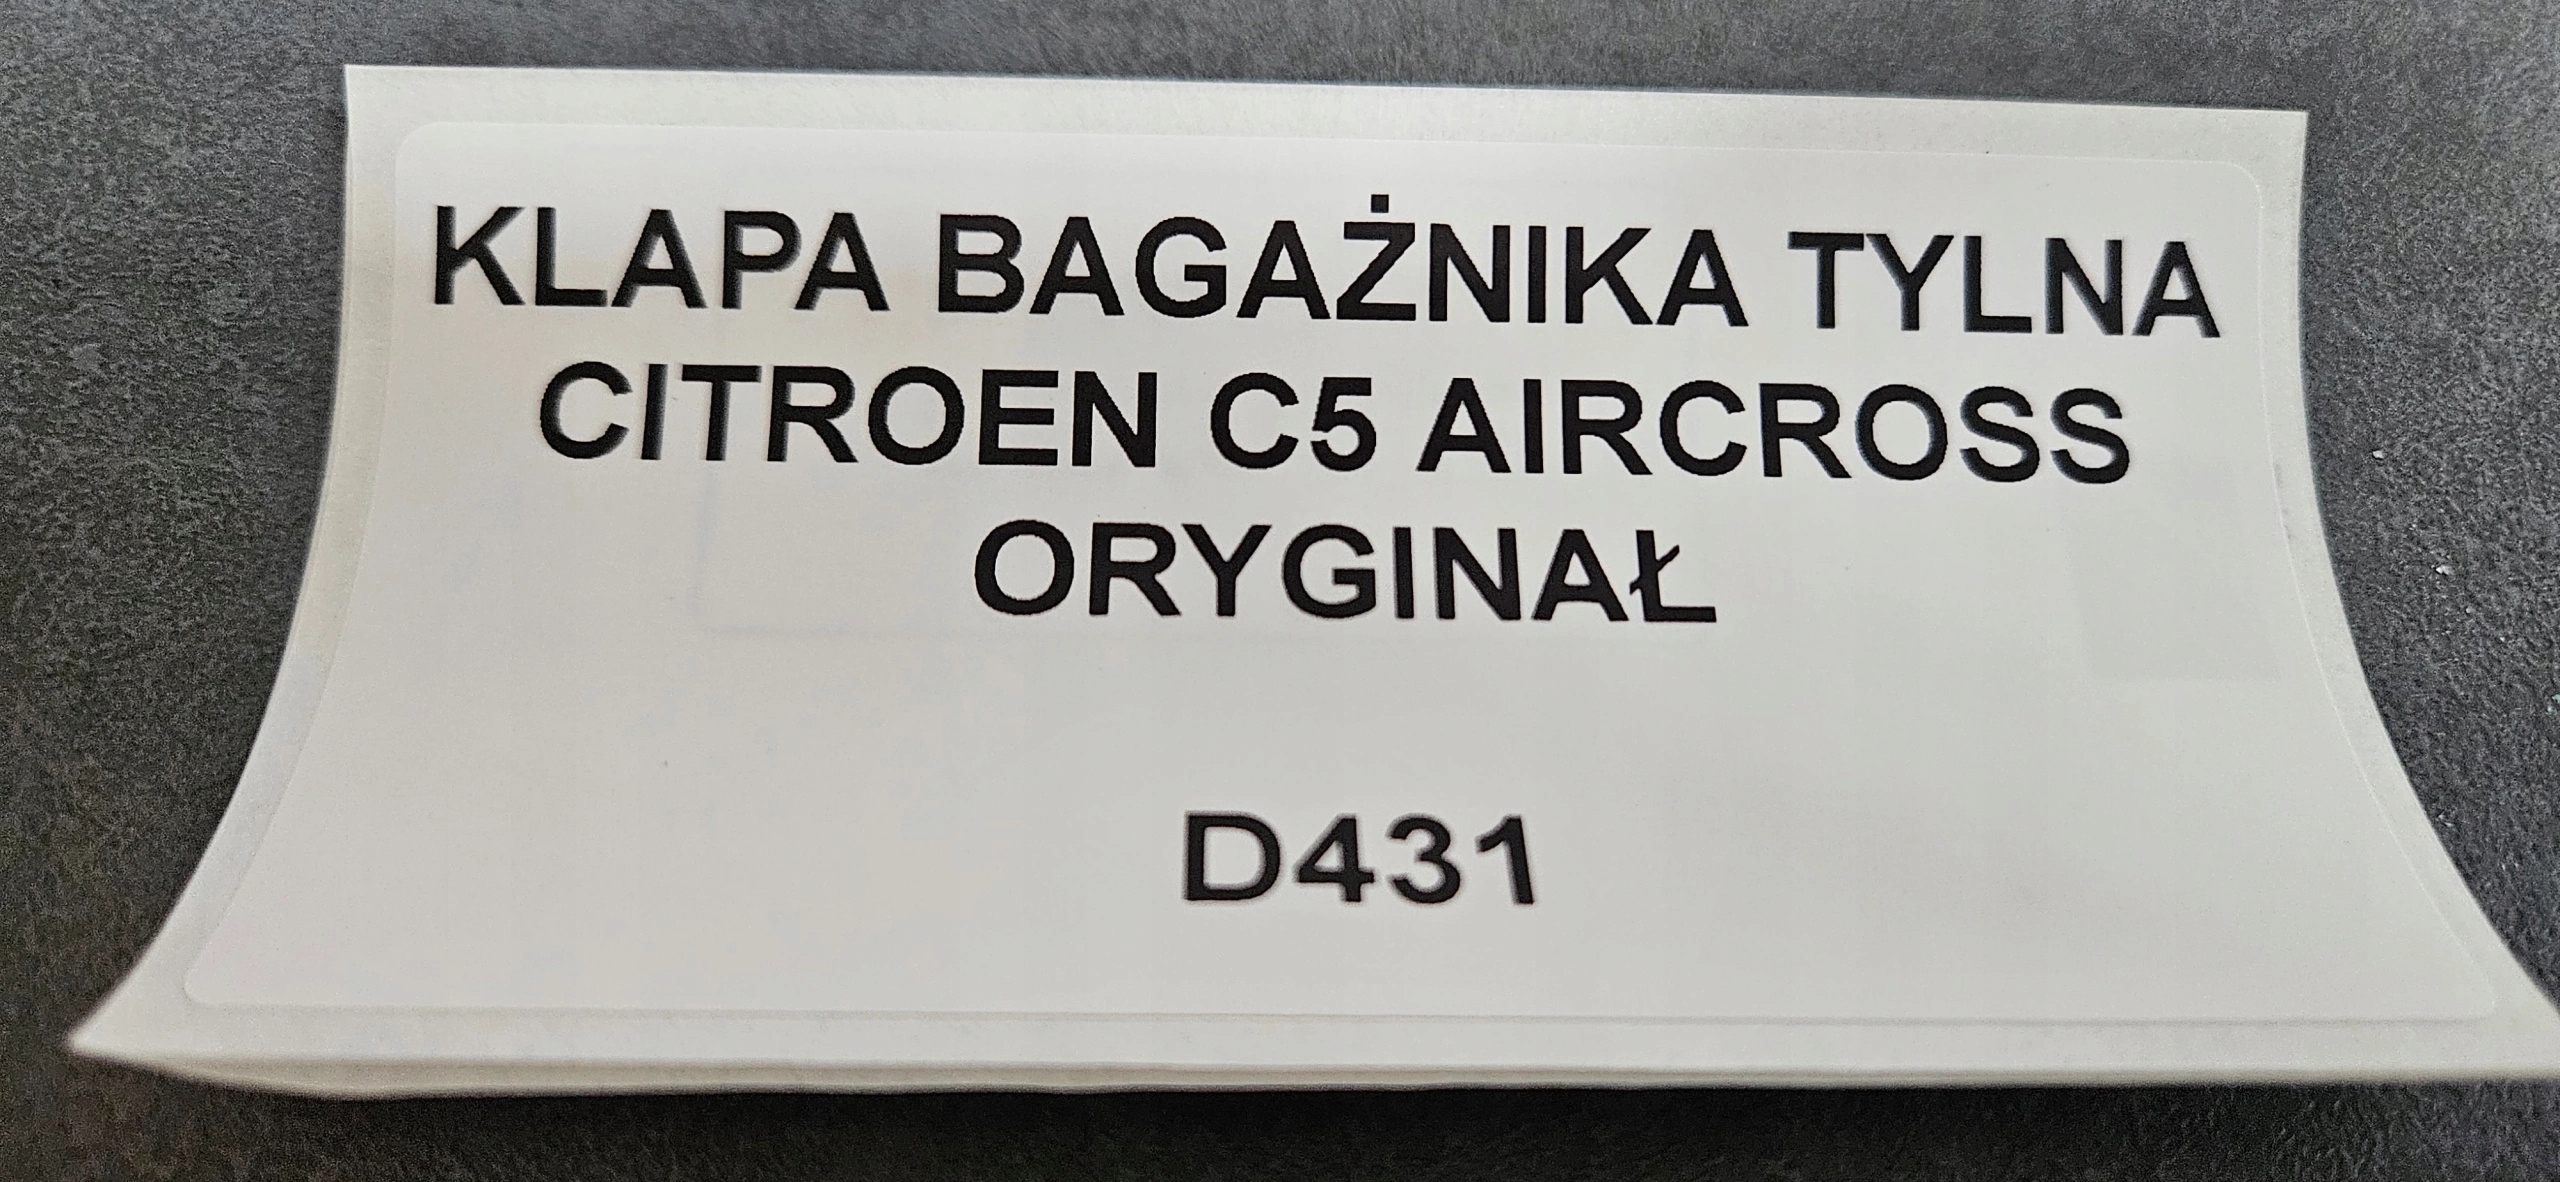 KLAPA BAGAŻNIKA TYLNA
CITROEN C5 AIRCROSS
ORYGINAŁ
D431